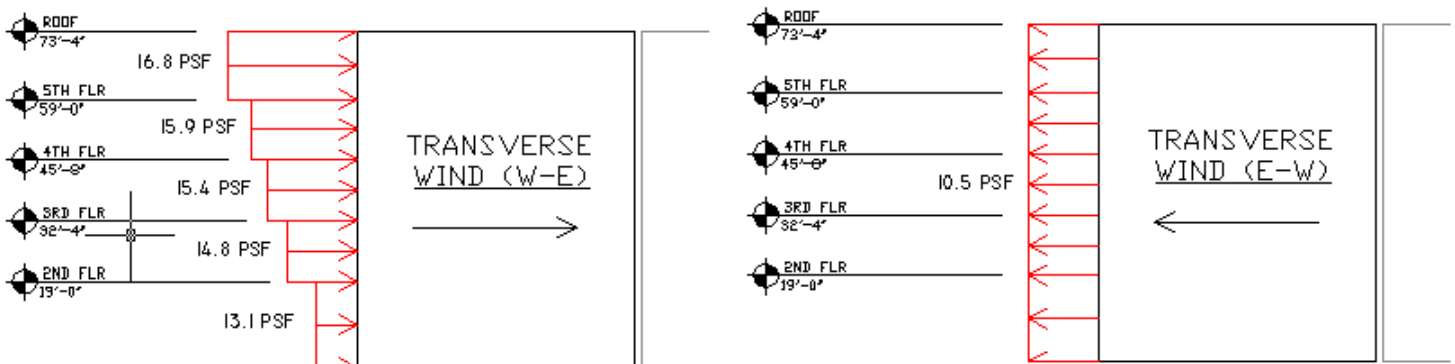 ROOF
73'-4"
16.8 PSF
5TH FLR
59'-0"
15.9 PSF
4TH FLR
45'-8"
15.4 PSF
3RD FLR
32'-4"
14.8 PSF
2ND FLR
19'-0"
13.1 PSF
TRANSVERSE
WIND (W-E)
ROOF
73'-4"
5TH FLR
59'-0"
4TH FLR
45'-8"
10.5 PSF
3RD FLR
32'-4"
2ND FLR
19'-0"
TRANSVERSE
WIND (E-W)